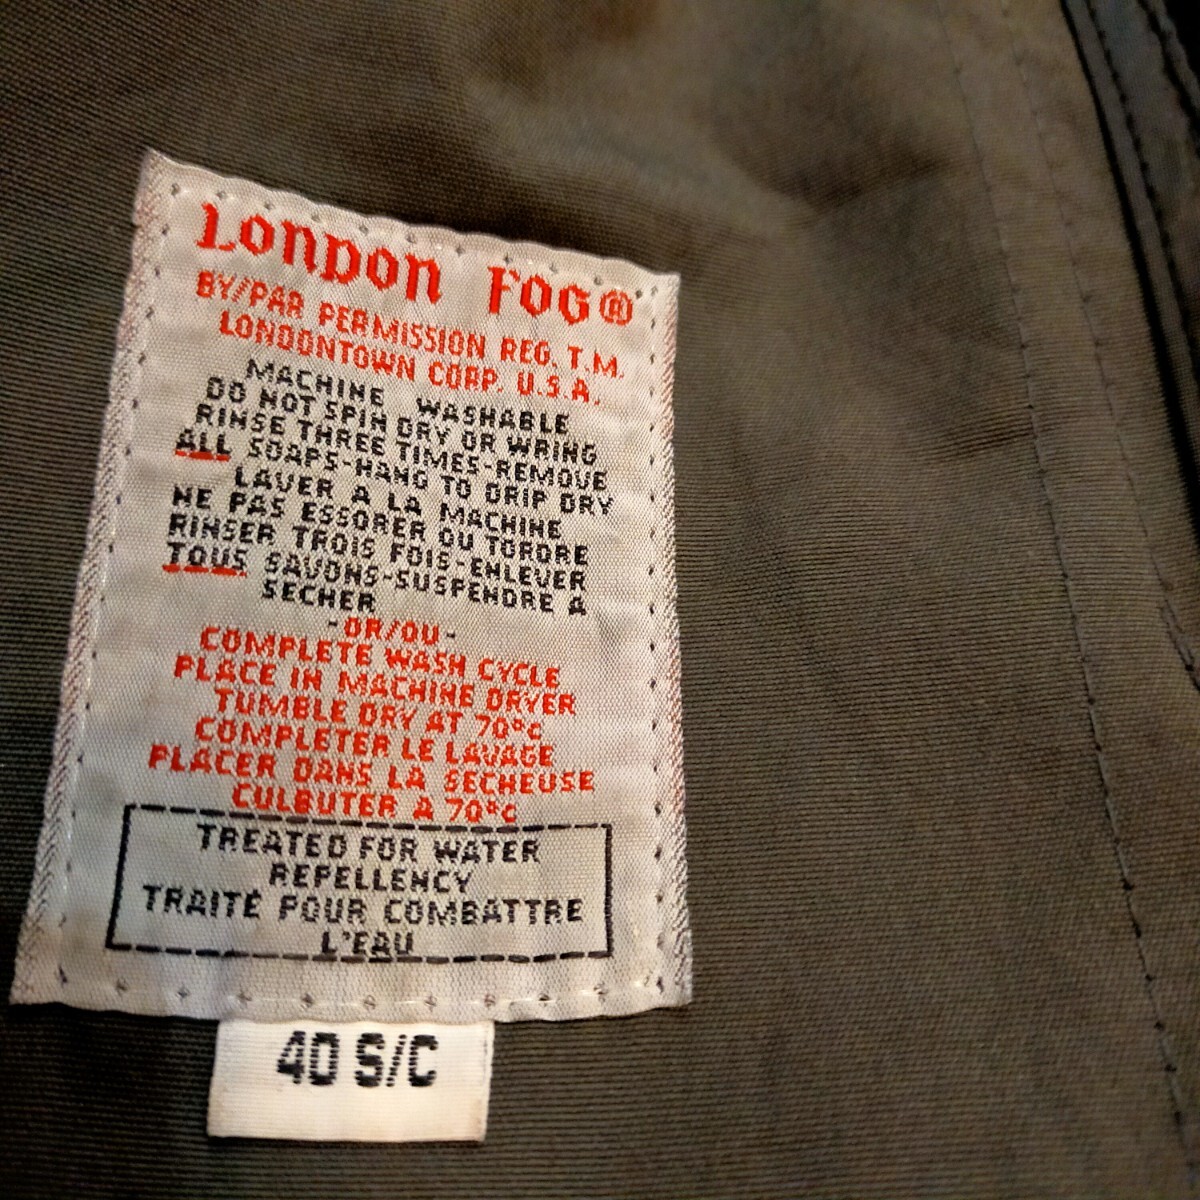 London Fog®
BY/PAR PERMISSION REG. T.M.
LONDONTOWN CORP. U.S.A.
MACHINE WASHABLE
DO NOT SPIN DRY OR WRING
RINSE THREE TIMES-REMOVE
ALL SOAPS-HANG TO DRIP DRY
LAVER A LA MACHINE
NE PAS ESSORER OU TORDRE
RINSER TROIS FOIS-ENLEVER
TOUS SAVONS-SUSPENDRE A
SECHER
-OR/OU-
COMPLETE WASH CYCLE
PLACE IN MACHINE DRYER
TUMBLE DRY AT 70°c
COMPLETER LE LAVAGE
PLACER DANS LA SECHEUSE
CULBUTER A 70°c
TREATED FOR WATER
REPELLENCY
TRAITÉ POUR COMBATTRE
L'EAU
40 S/C